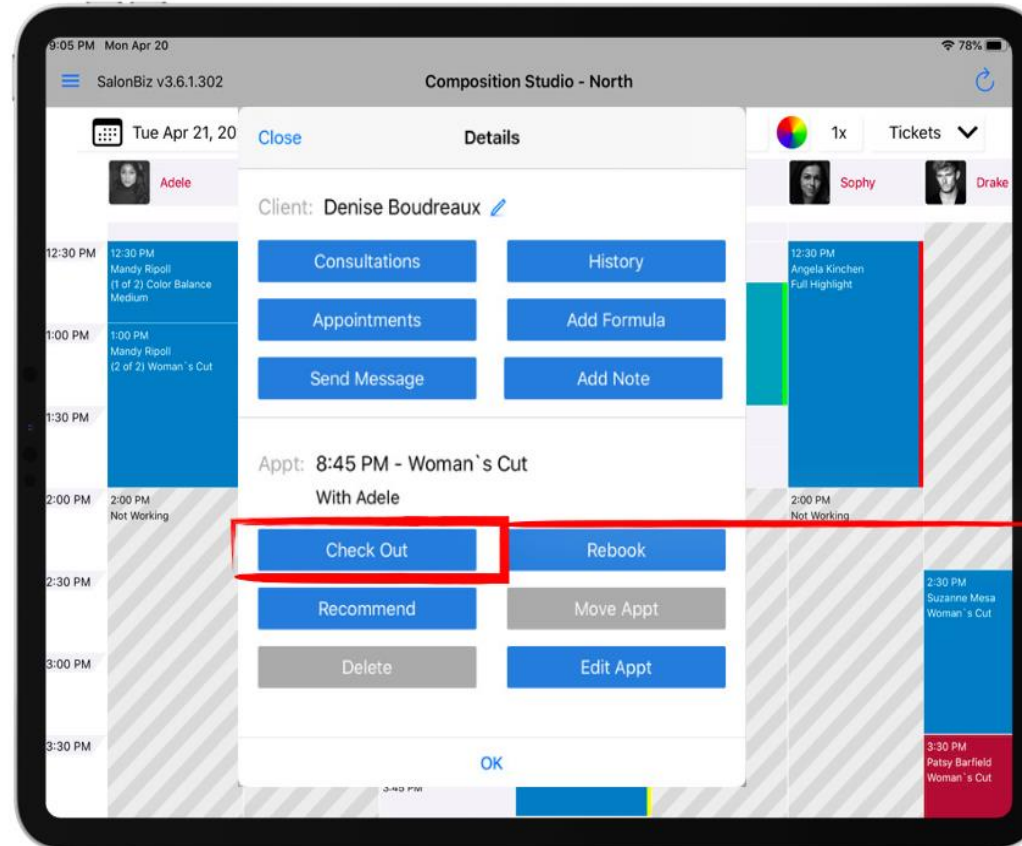 9:05 PM Mon Apr 20
78%
SalonBiz v3.6.1.302
Composition Studio - North
Tue Apr 21, 20
1x
Tickets
Adele
Sophy
Drake
Close
Details
Client: Denise Boudreaux
Consultations
History
Appointments
Add Formula
Send Message
Add Note
Appt: 8:45 PM - Woman`s Cut
With Adele
Check Out
Rebook
Recommend
Move Appt
Delete
Edit Appt
OK
12:30 PM
1:00 PM
1:30 PM
2:00 PM
2:30 PM
3:00 PM
3:30 PM
12:30 PM
Mandy Ripoll
(1 of 2) Color Balance
Medium
1:00 PM
Mandy Ripoll
(2 of 2) Woman`s Cut
2:00 PM
Not Working
3:45 PM
12:30 PM
Angela Kinchen
Full Highlight
2:00 PM
Not Working
2:30 PM
Suzanne Mesa
Woman`s Cut
3:30 PM
Patsy Barfield
Woman`s Cut